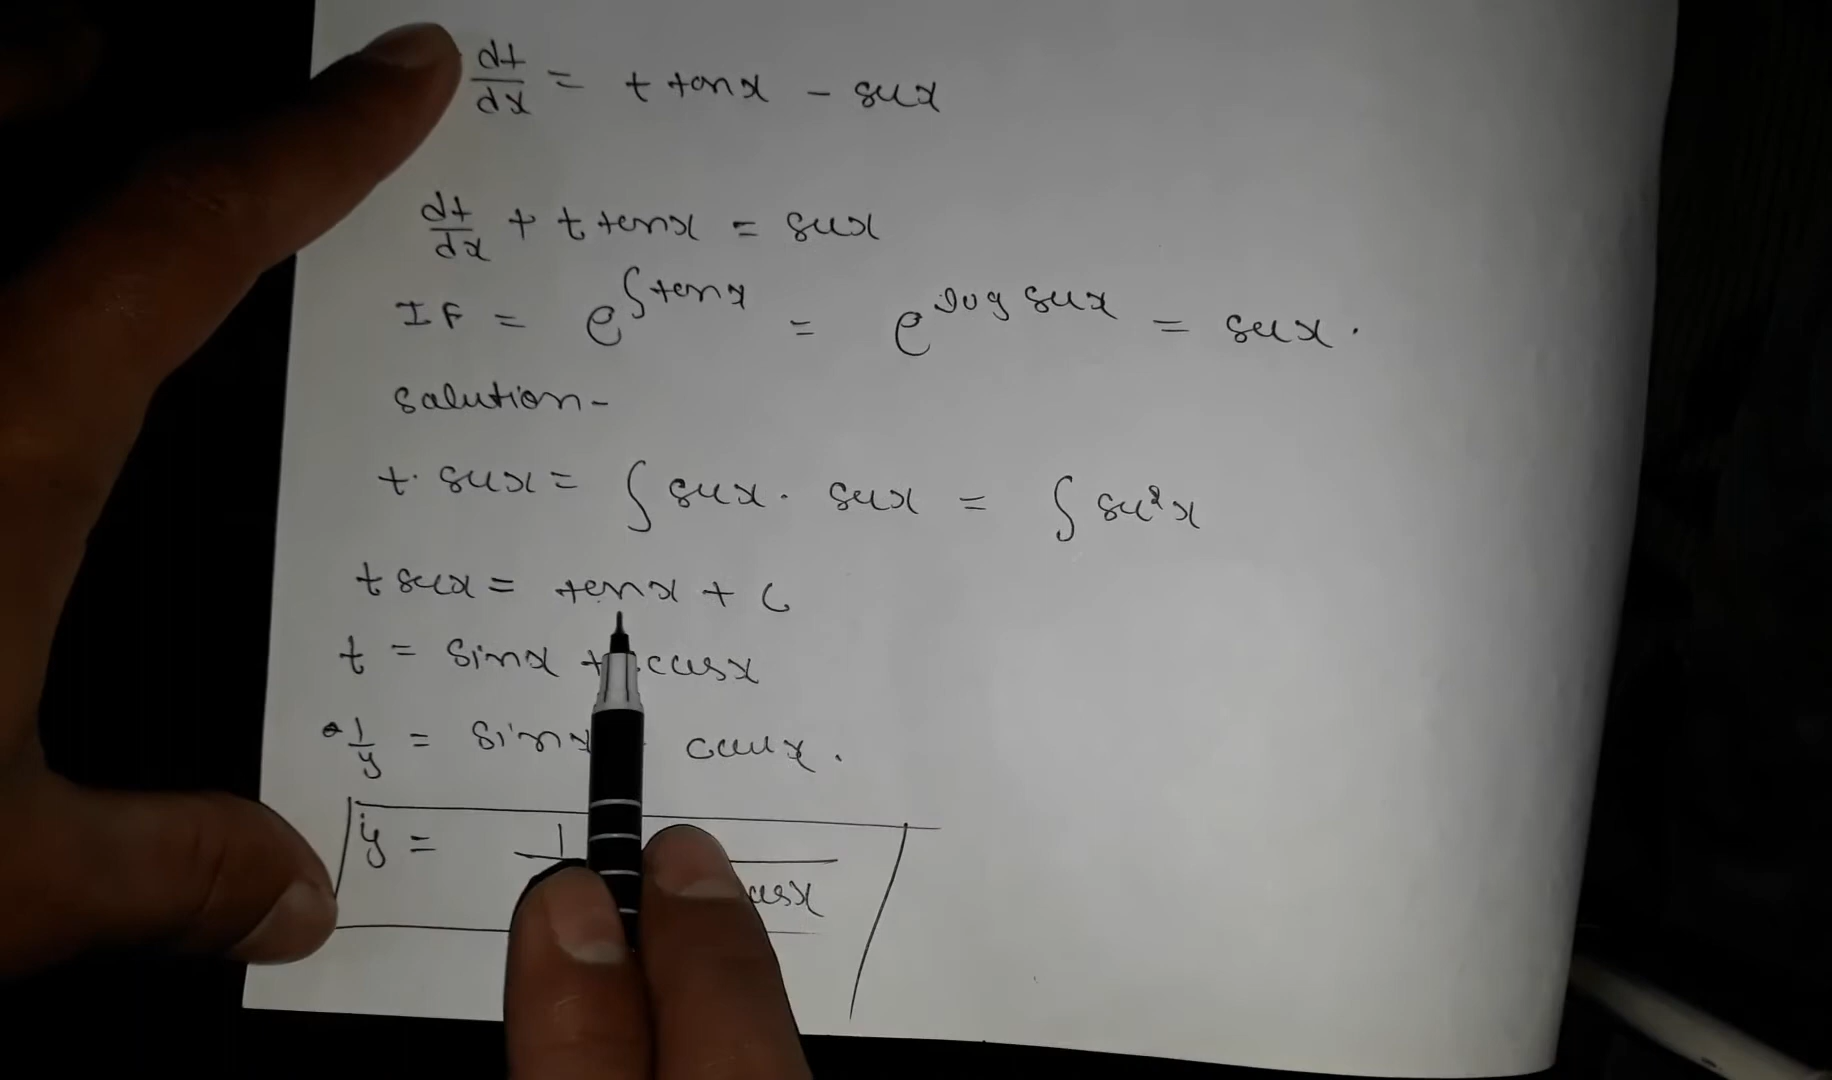 dt/dx = t tanx - secx
dt/dx + t tanx = secx
IF = e^∫tanx = e^log secx = secx.
Solution-
t. secx = ∫ secx. secx = ∫ sec²x
t secx = tanx + C
t = sinx + cosx
1/y = sinx
y = 1 / cosx